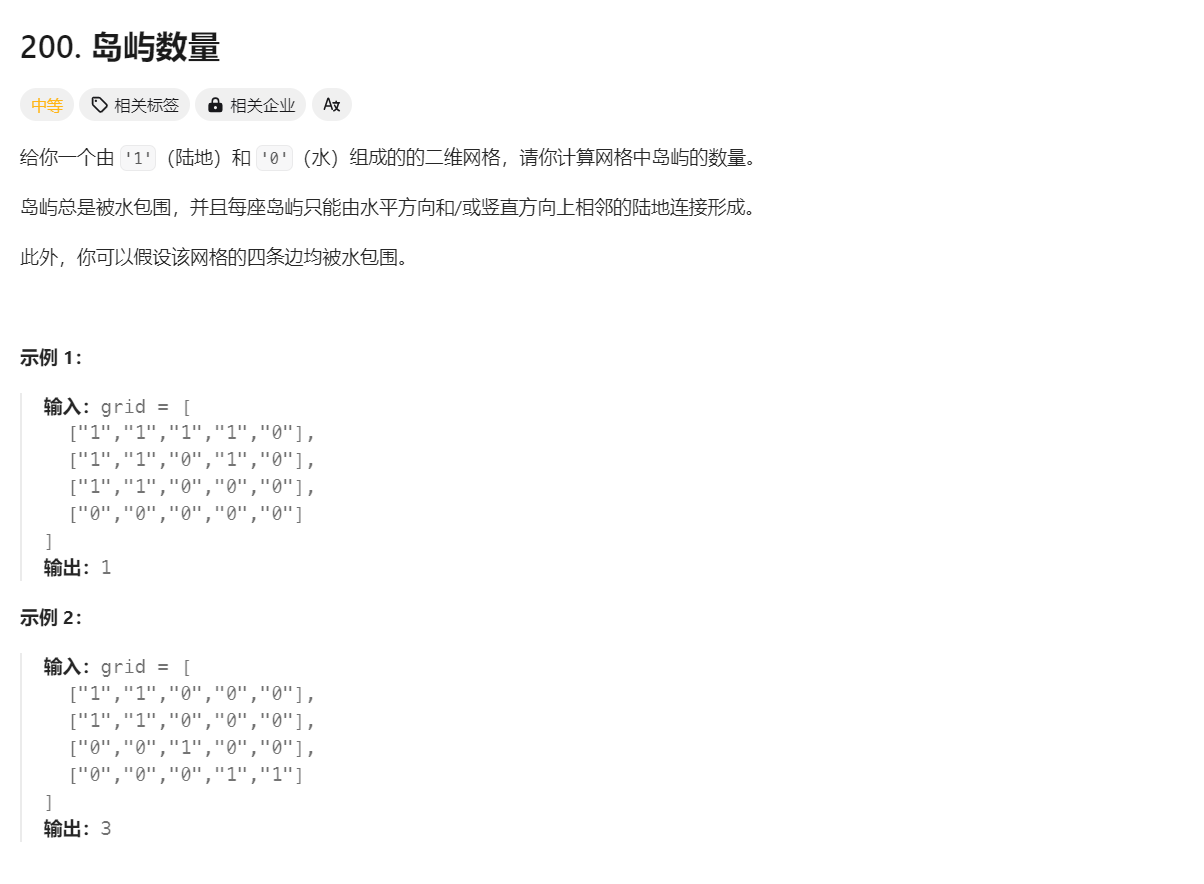 200. 岛屿数量
中等 相关标签 相关企业 A文
给你一个由 '1'（陆地）和 '0'（水）组成的的二维网格，请你计算网格中岛屿的数量。
岛屿总是被水包围，并且每座岛屿只能由水平方向和/或竖直方向上相邻的陆地连接形成。
此外，你可以假设该网格的四条边均被水包围。
示例 1：
输入：grid = [
["1","1","1","1","0"],
["1","1","0","1","0"],
["1","1","0","0","0"],
["0","0","0","0","0"]
]
输出：1
示例 2：
输入：grid = [
["1","1","0","0","0"],
["1","1","0","0","0"],
["0","0","1","0","0"],
["0","0","0","1","1"]
]
输出：3